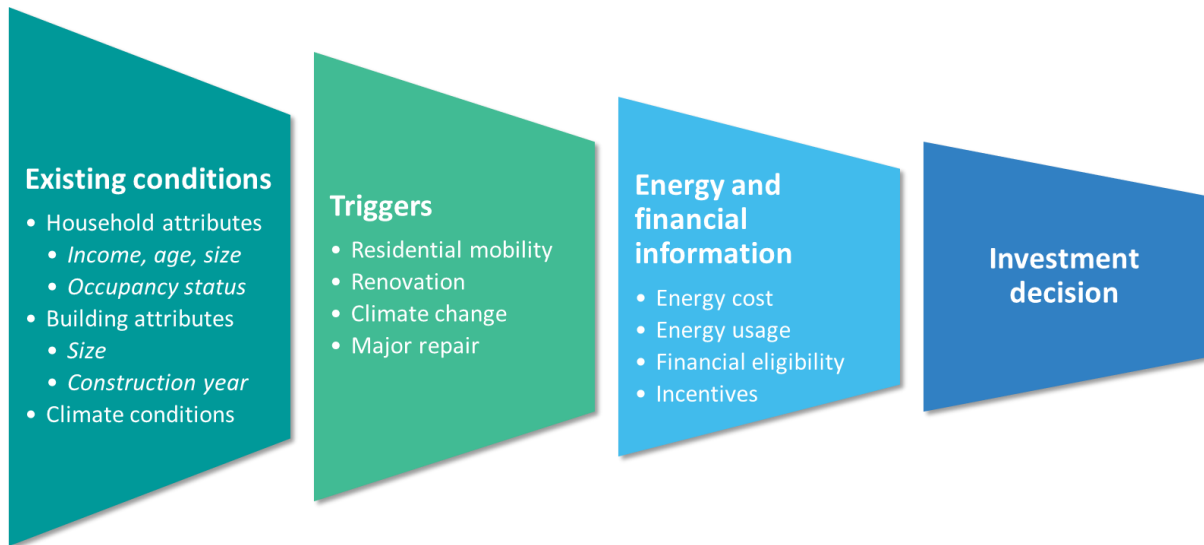 Existing conditions
• Household attributes
• Income, age, size
• Occupancy status
• Building attributes
• Size
• Construction year
• Climate conditions
Triggers
• Residential mobility
• Renovation
• Climate change
• Major repair
Energy and
financial
information
• Energy cost
• Energy usage
• Financial eligibility
• Incentives
Investment
decision